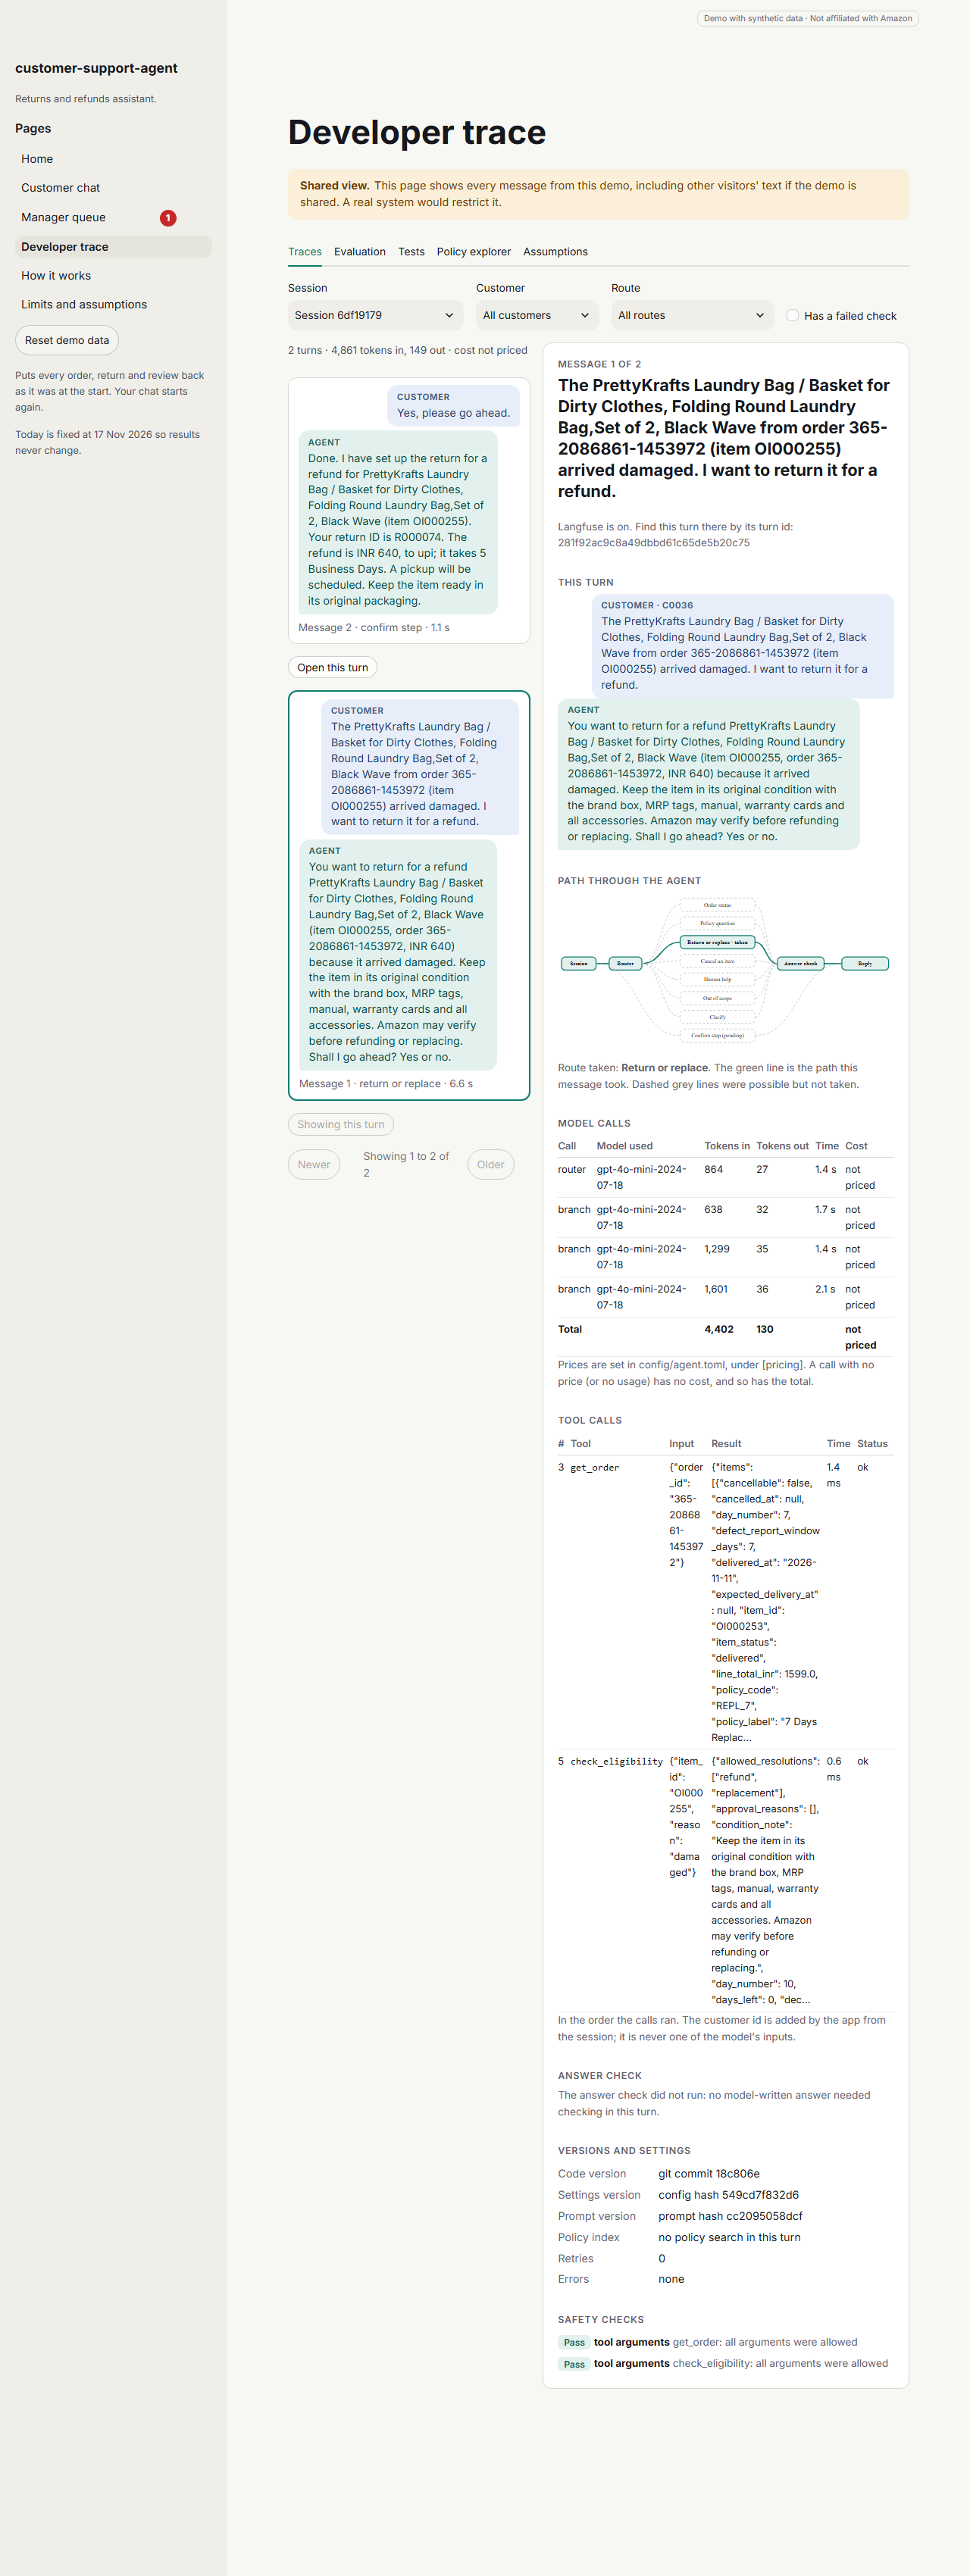 Demo with synthetic data · Not affiliated with Amazon
customer-support-agent
Returns and refunds assistant.
Pages
Home
Customer chat
Manager queue 1
Developer trace
How it works
Limits and assumptions
Reset demo data
Puts every order, return and review back
as it was at the start. Your chat starts
again.
Today is fixed at 17 Nov 2026 so results
never change.
Developer trace
Shared view. This page shows every message from this demo, including other visitors' text if the demo is
shared. A real system would restrict it.
Traces Evaluation Tests Policy explorer Assumptions
Session Customer Route
Session 6df19179 All customers All routes Has a failed check
2 turns · 4,861 tokens in, 149 out · cost not priced
CUSTOMER
Yes, please go ahead.
AGENT
Done. I have set up the return for a
refund for PrettyKrafts Laundry
Bag / Basket for Dirty Clothes,
Folding Round Laundry Bag,Set of
2, Black Wave (item OI000255).
Your return ID is R000074. The
refund is INR 640, to upi; it takes 5
Business Days. A pickup will be
scheduled. Keep the item ready in
its original packaging.
Message 2 · confirm step · 1.1 s
Open this turn
CUSTOMER
The PrettyKrafts Laundry Bag /
Basket for Dirty Clothes, Folding
Round Laundry Bag,Set of 2,
Black Wave from order 365-
2086861-1453972 (item
OI000255) arrived damaged. I
want to return it for a refund.
AGENT
You want to return for a refund
PrettyKrafts Laundry Bag / Basket
for Dirty Clothes, Folding Round
Laundry Bag,Set of 2, Black Wave
(item OI000255, order 365-
2086861-1453972, INR 640)
because it arrived damaged. Keep
the item in its original condition
with the brand box, MRP tags,
manual, warranty cards and all
accessories. Amazon may verify
before refunding or replacing.
Shall I go ahead? Yes or no.
Message 1 · return or replace · 6.6 s
Showing this turn
Newer Showing 1 to 2 of
2 Older
MESSAGE 1 OF 2
The PrettyKrafts Laundry Bag / Basket for
Dirty Clothes, Folding Round Laundry
Bag,Set of 2, Black Wave from order 365-
2086861-1453972 (item OI000255)
arrived damaged. I want to return it for a
refund.
Langfuse is on. Find this turn there by its turn id:
281f92ac9c8a49dbbd61c65de5b20c75
THIS TURN
CUSTOMER · C0036
The PrettyKrafts Laundry Bag / Basket for Dirty
Clothes, Folding Round Laundry Bag,Set of 2, Black
Wave from order 365-2086861-1453972 (item
OI000255) arrived damaged. I want to return it for a
refund.
AGENT
You want to return for a refund PrettyKrafts Laundry
Bag / Basket for Dirty Clothes, Folding Round Laundry
Bag,Set of 2, Black Wave (item OI000255, order 365-
2086861-1453972, INR 640) because it arrived
damaged. Keep the item in its original condition with
the brand box, MRP tags, manual, warranty cards and
all accessories. Amazon may verify before refunding
or replacing. Shall I go ahead? Yes or no.
PATH THROUGH THE AGENT
Order status
Policy question
Return or replace · taken
Session Router Cancel an item Answer check Reply
Human help
Out of scope
Clarify
Confirm step (pending)
Route taken: Return or replace. The green line is the path this
message took. Dashed grey lines were possible but not taken.
MODEL CALLS
Call Model used Tokens in Tokens out Time Cost
router gpt-4o-mini-2024- 864 27 1.4 s not
07-18 priced
branch gpt-4o-mini-2024- 638 32 1.7 s not
07-18 priced
branch gpt-4o-mini-2024- 1,299 35 1.4 s not
07-18 priced
branch gpt-4o-mini-2024- 1,601 36 2.1 s not
07-18 priced
Total 4,402 130 not
priced
Prices are set in config/agent.toml, under [pricing]. A call with no
price (or no usage) has no cost, and so has the total.
TOOL CALLS
# Tool Input Result Time Status
3 get_order {"order {"items": 1.4 ok
_id": [{"cancellable": false, ms
"365- "cancelled_at": null,
20868 "day_number": 7,
61- "defect_report_window
145397 _days": 7,
2"} "delivered_at": "2026-
11-11",
"expected_delivery_at"
: null, "item_id":
"OI000253",
"item_status":
"delivered",
"line_total_inr": 1599.0,
"policy_code":
"REPL_7",
"policy_label": "7 Days
Replac...
5 check_eligibility {"item_ {"allowed_resolutions": 0.6 ok
id": ["refund", ms
"OI000 "replacement"],
255", "approval_reasons": [],
"reaso "condition_note":
n": "Keep the item in its
"dama original condition with
ged"} the brand box, MRP
tags, manual, warranty
cards and all
accessories. Amazon
may verify before
refunding or
replacing.",
"day_number": 10,
"days_left": 0, "dec...
In the order the calls ran. The customer id is added by the app from
the session; it is never one of the model's inputs.
ANSWER CHECK
The answer check did not run: no model-written answer needed
checking in this turn.
VERSIONS AND SETTINGS
Code version git commit 18c806e
Settings version config hash 549cd7f832d6
Prompt version prompt hash cc2095058dcf
Policy index no policy search in this turn
Retries 0
Errors none
SAFETY CHECKS
Pass tool arguments get_order: all arguments were allowed
Pass tool arguments check_eligibility: all arguments were allowed